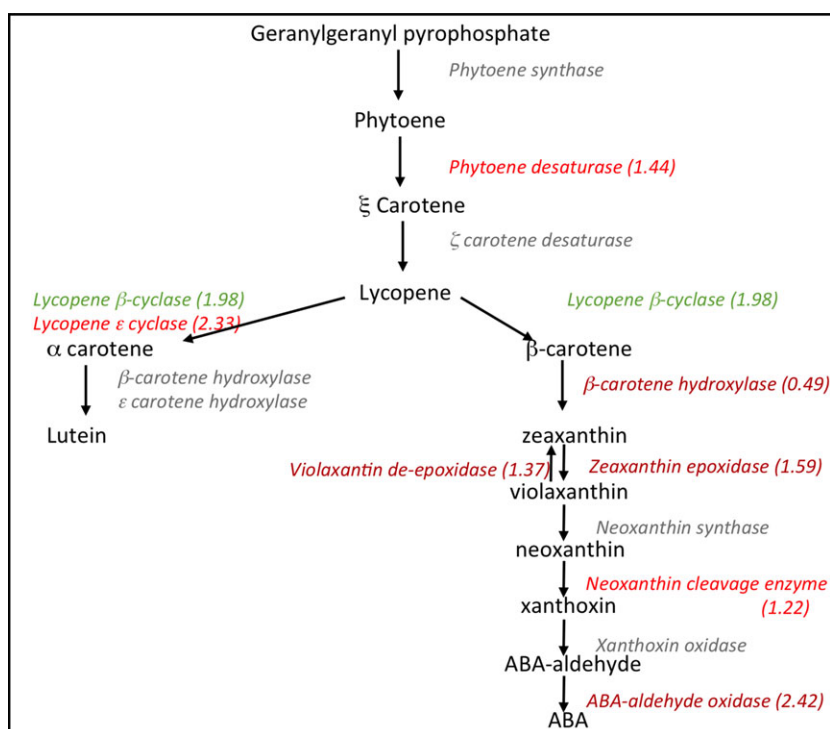 Geranylgeranyl pyrophosphate
Phytoene synthase
Phytoene
Phytoene desaturase (1.44)
ξ Carotene
ζ carotene desaturase
Lycopene
Lycopene β-cyclase (1.98)
Lycopene ε cyclase (2.33)
α carotene
β-carotene hydroxylase
ε carotene hydroxylase
Lutein
Lycopene β-cyclase (1.98)
β-carotene
β-carotene hydroxylase (0.49)
zeaxanthin
Violaxantin de-epoxidase (1.37)
Zeaxanthin epoxidase (1.59)
violaxanthin
Neoxanthin synthase
neoxanthin
Neoxanthin cleavage enzyme
(1.22)
xanthoxin
Xanthoxin oxidase
ABA-aldehyde
ABA-aldehyde oxidase (2.42)
ABA